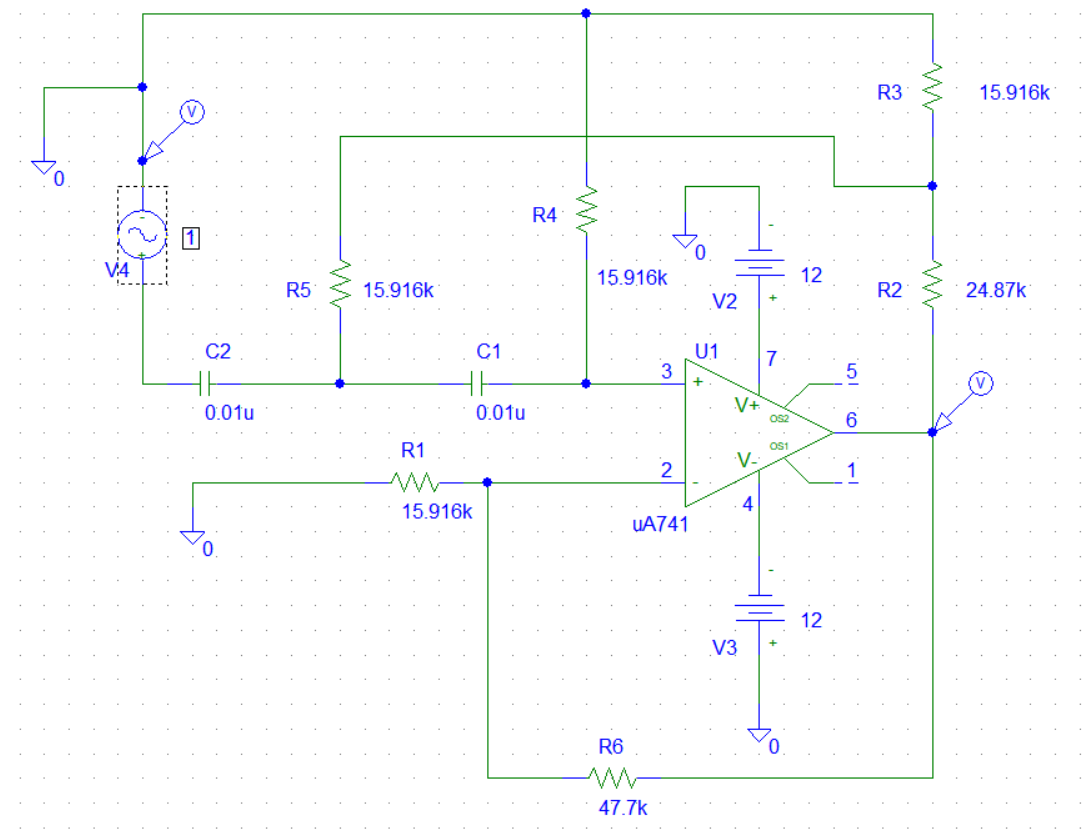 R3
15.916k
V
0
R4
-
0
-
+
V4
1
R5
15.916k
15.916k
V2
12
+
R2
24.87k
C2
0.01u
C1
0.01u
U1
7
3
+
V+
5
OS2
6
V
OS1
V-
1
R1
15.916k
2
-
4
uA741
0
-
V3
12
+
0
R6
47.7k